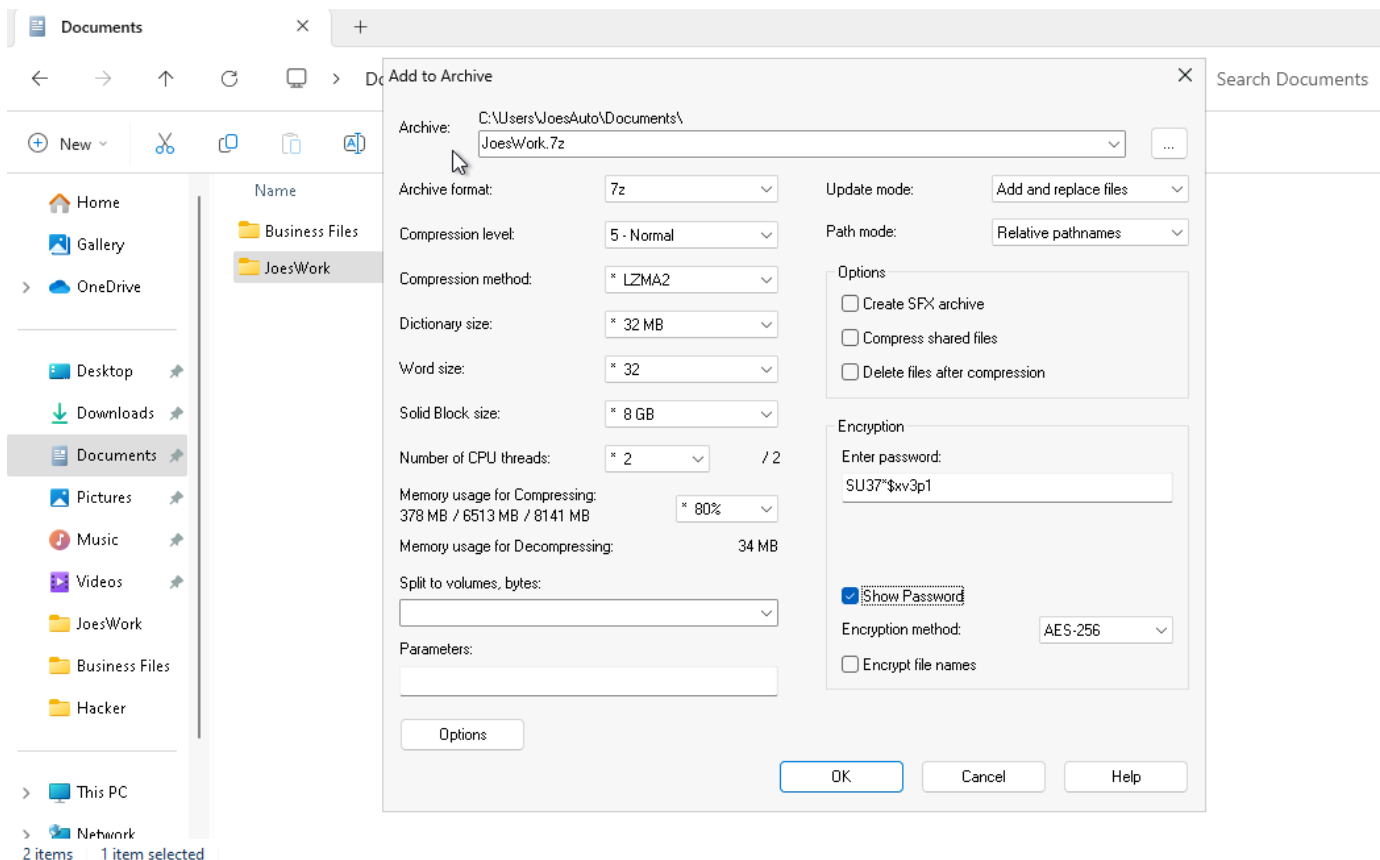 Documents
Do
Search Documents
New
Name
Home
Gallery
OneDrive
Desktop
Downloads
Documents
Pictures
Music
Videos
JoesWork
Business Files
Hacker
This PC
Network
Business Files
JoesWork
2 items 1 item selected
Add to Archive
Archive: C:\Users\JoesAuto\Documents\
JoesWork.7z
...
Archive format: 7z
Compression level: 5 - Normal
Compression method: * LZMA2
Dictionary size: * 32 MB
Word size: * 32
Solid Block size: * 8 GB
Number of CPU threads: * 2 / 2
Memory usage for Compressing:
378 MB / 6513 MB / 8141 MB * 80%
Memory usage for Decompressing: 34 MB
Split to volumes, bytes:
Parameters:
Options
Update mode: Add and replace files
Path mode: Relative pathnames
Options
Create SFX archive
Compress shared files
Delete files after compression
Encryption
Enter password:
SU37*$xv3p1
Show Password
Encryption method: AES-256
Encrypt file names
OK Cancel Help